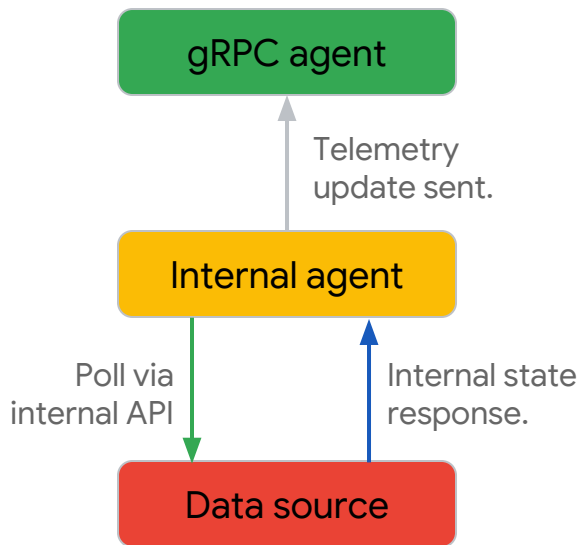 gRPC agent
Telemetry
update sent.
Internal agent
Poll via
internal API
Internal state
response.
Data source